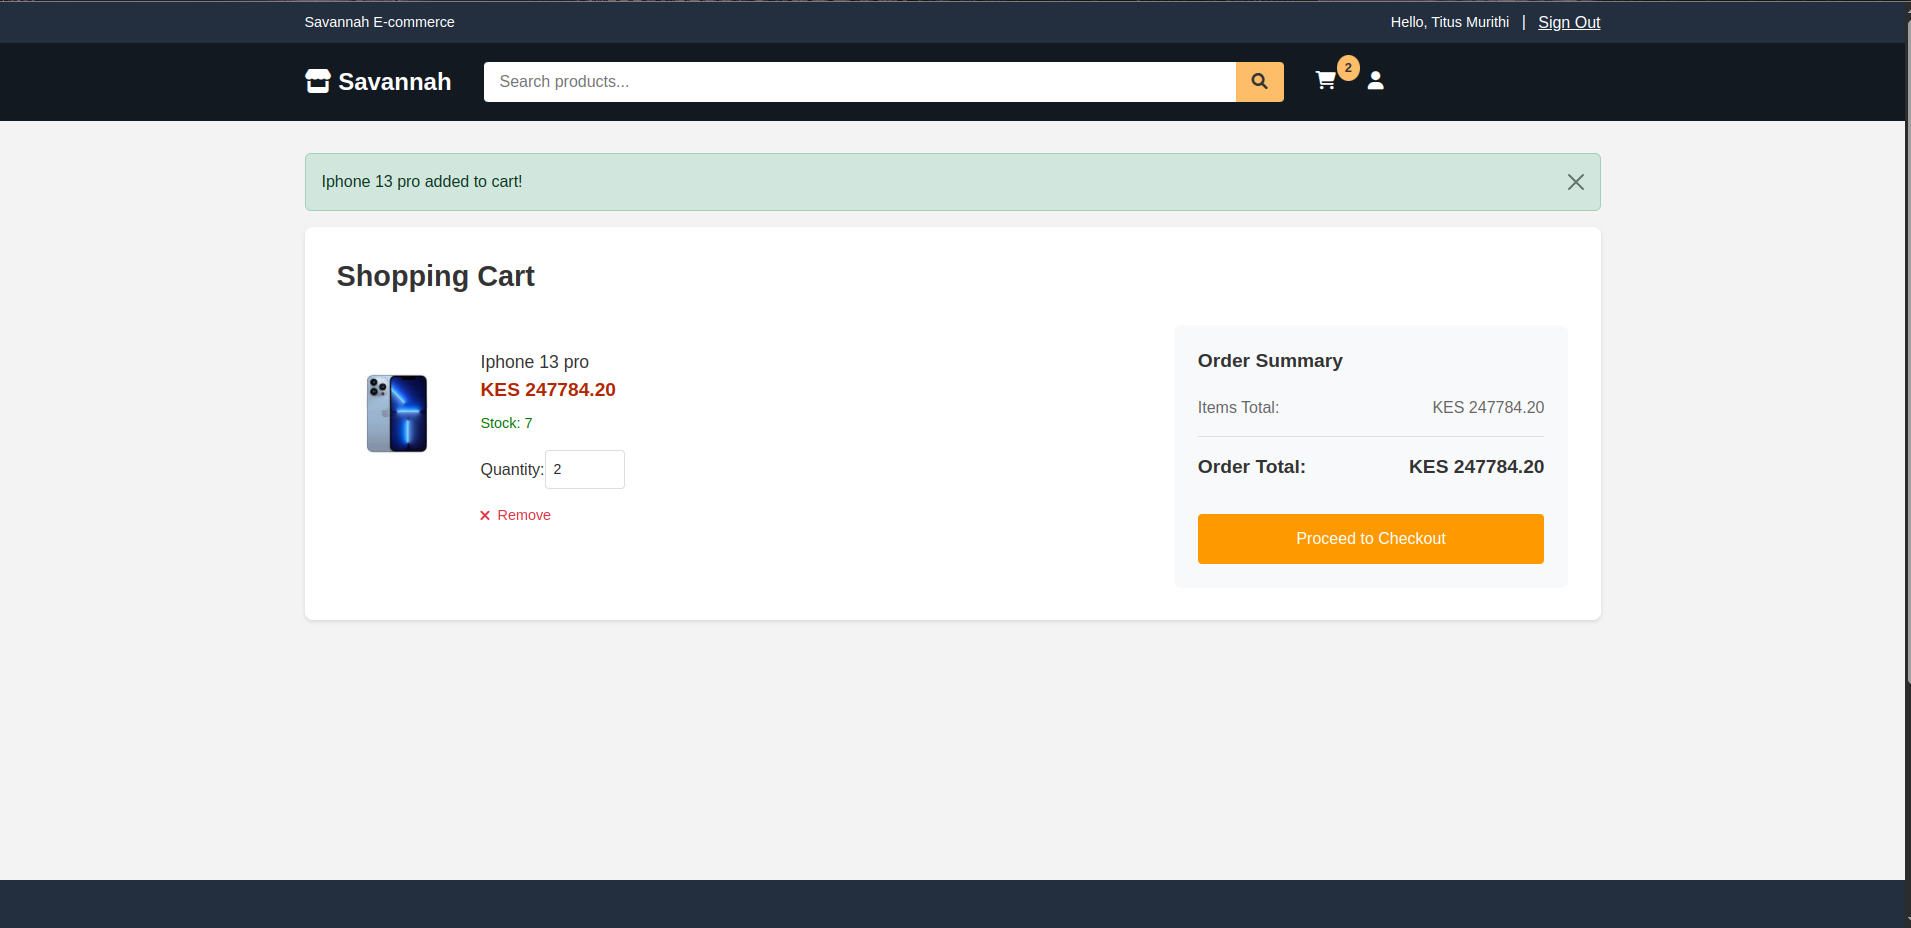 Savannah E-commerce
Hello, Titus Murithi | Sign Out
Savannah
Search products...
2
Iphone 13 pro added to cart!
Shopping Cart
Iphone 13 pro
KES 247784.20
Stock: 7
Quantity: 2
Remove
Order Summary
Items Total: KES 247784.20
Order Total: KES 247784.20
Proceed to Checkout